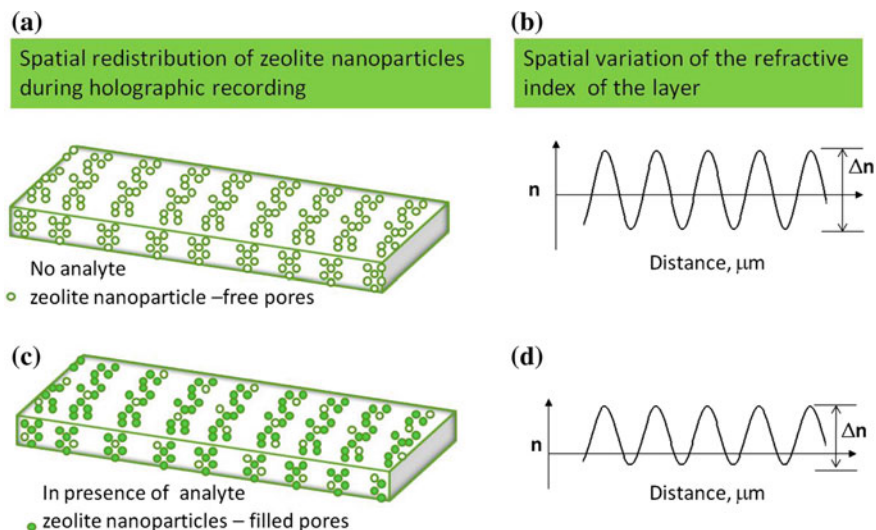 (a)
Spatial redistribution of zeolite nanoparticles
during holographic recording
(b)
Spatial variation of the refractive
index of the layer
No analyte
zeolite nanoparticle –free pores
n
Δn
Distance, μm
(c)
In presence of analyte
zeolite nanoparticles – filled pores
(d)
n
Δn
Distance, μm